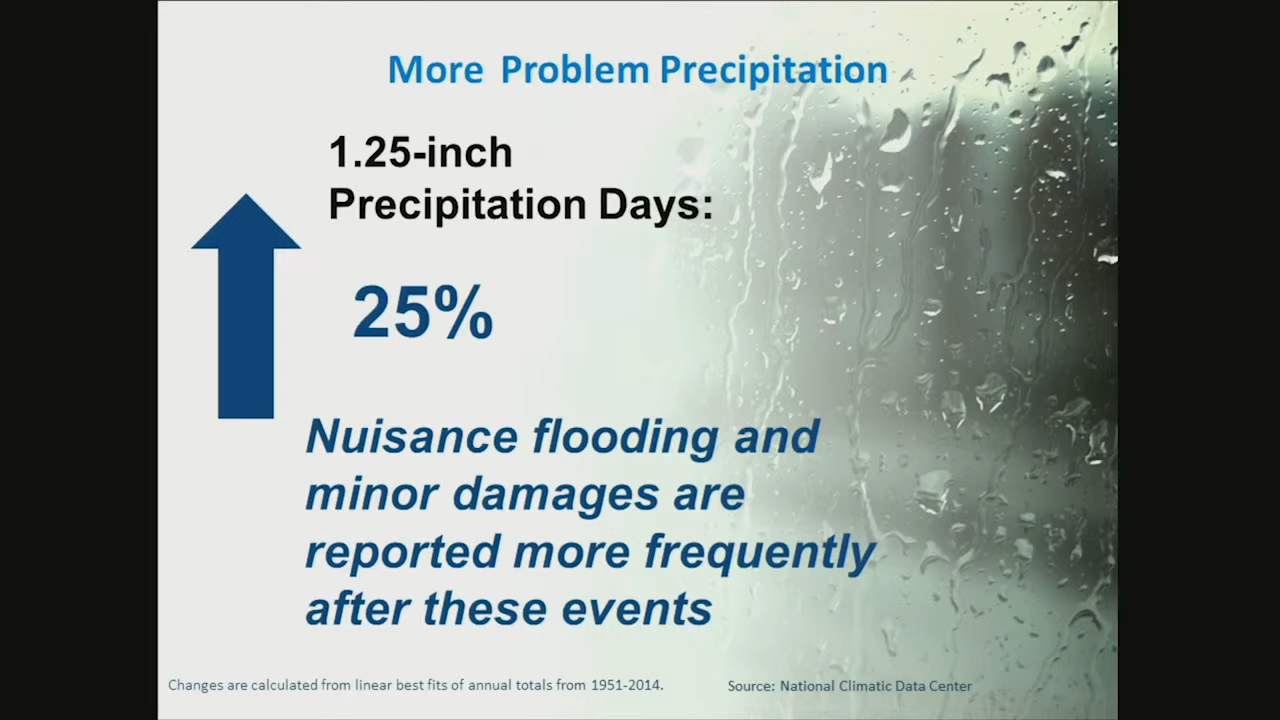 More Problem Precipitation
1.25-inch
Precipitation Days:
25%
Nuisance flooding and
minor damages are
reported more frequently
after these events
Changes are calculated from linear best fits of annual totals from 1951-2014.
Source: National Climatic Data Center